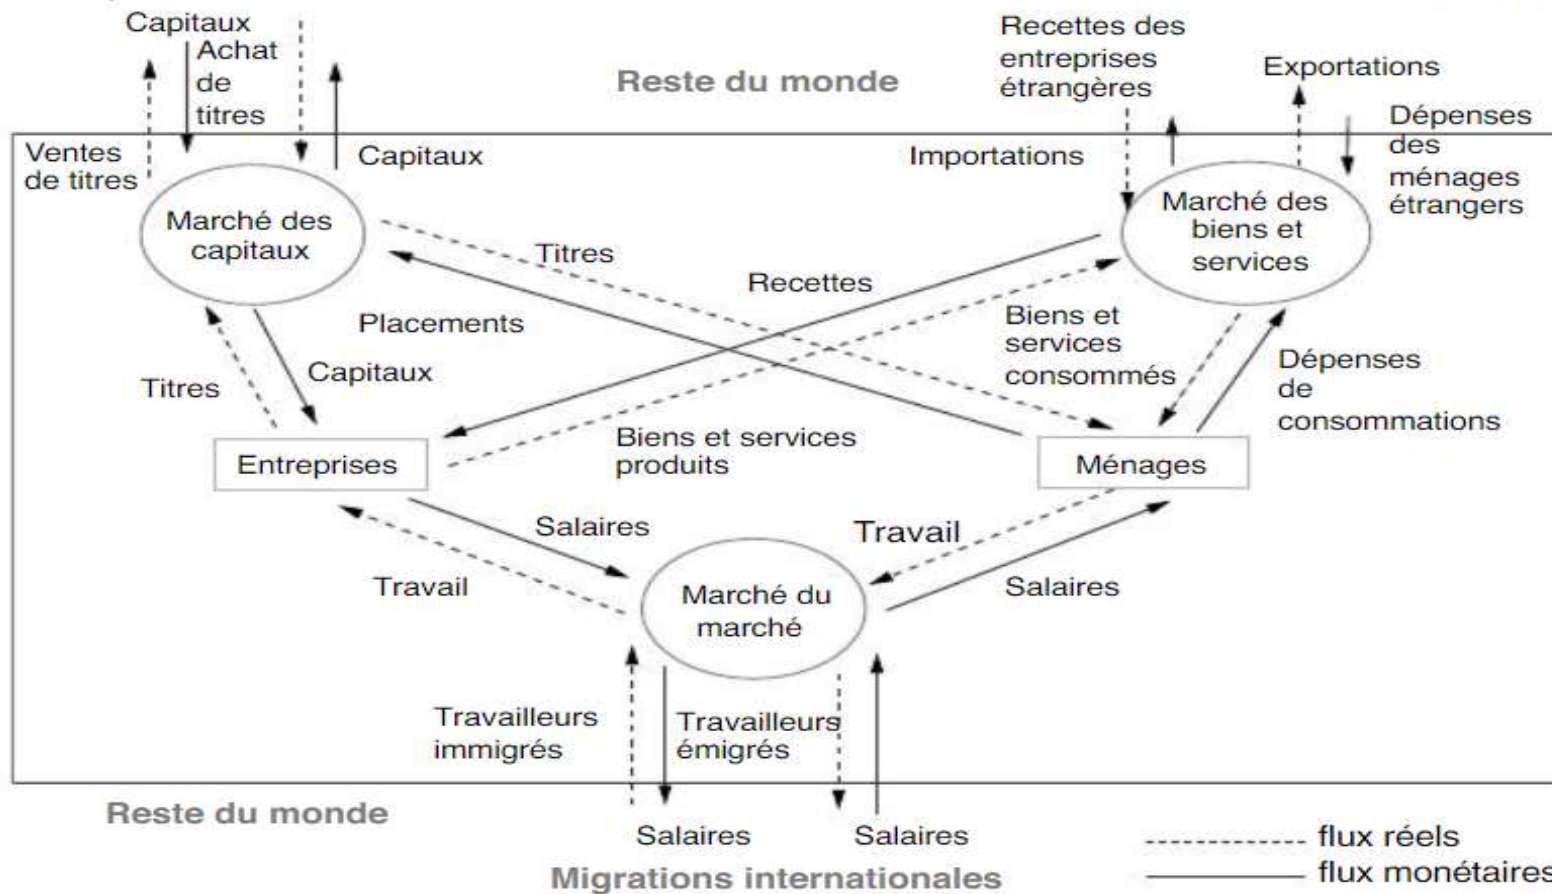 Capitaux
Achat
de
titres
Reste du monde
Recettes des
entreprises
étrangères
Exportations
Dépenses
des
ménages
étrangers
Ventes
de titres
Capitaux
Importations
Marché des
capitaux
Marché des
biens et
services
Titres
Recettes
Placements
Biens et
services
consommés
Dépenses
de
consommations
Titres
Capitaux
Entreprises
Biens et services
produits
Ménages
Salaires
Travail
Travail
Salaires
Marché du
marché
Travailleurs
immigrés
Travailleurs
émigrés
Reste du monde
Salaires
Salaires
Migrations internationales
flux réels
flux monétaires